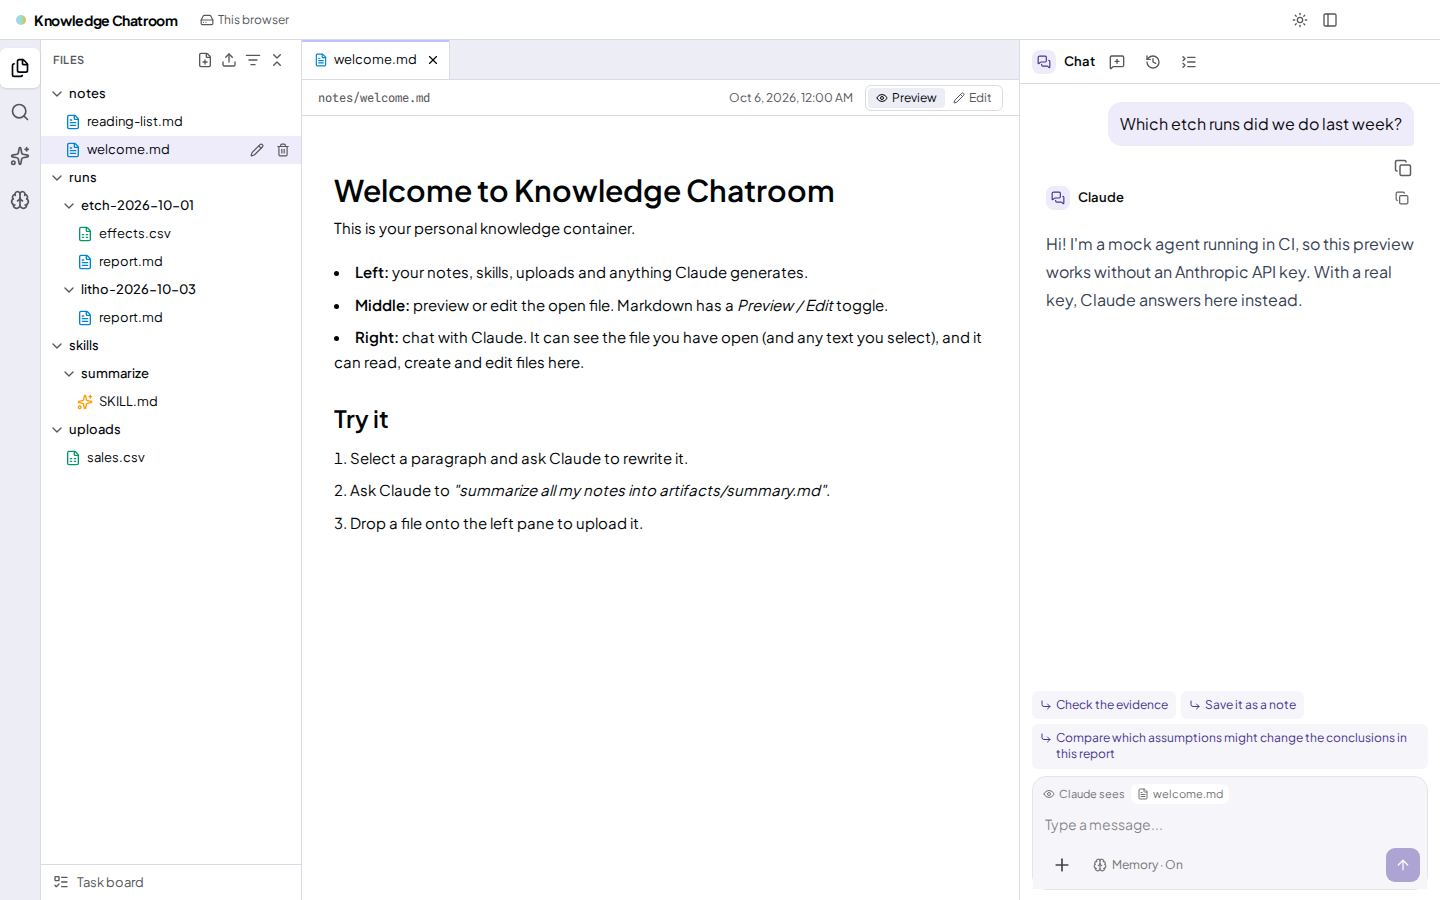 Knowledge Chatroom
This browser
FILES
notes
reading-list.md
welcome.md
runs
etch-2026-10-01
effects.csv
report.md
litho-2026-10-03
report.md
skills
summarize
SKILL.md
uploads
sales.csv
Task board
welcome.md
notes/welcome.md
Oct 6, 2026, 12:00 AM
Preview
Edit
Welcome to Knowledge Chatroom
This is your personal knowledge container.
• Left: your notes, skills, uploads and anything Claude generates.
• Middle: preview or edit the open file. Markdown has a Preview / Edit toggle.
• Right: chat with Claude. It can see the file you have open (and any text you select), and it
can read, create and edit files here.
Try it
1. Select a paragraph and ask Claude to rewrite it.
2. Ask Claude to "summarize all my notes into artifacts/summary.md".
3. Drop a file onto the left pane to upload it.
Chat
Which etch runs did we do last week?
Claude
Hi! I'm a mock agent running in CI, so this preview
works without an Anthropic API key. With a real
key, Claude answers here instead.
Check the evidence
Save it as a note
Compare which assumptions might change the conclusions in
this report
Claude sees
welcome.md
Type a message...
Memory · On